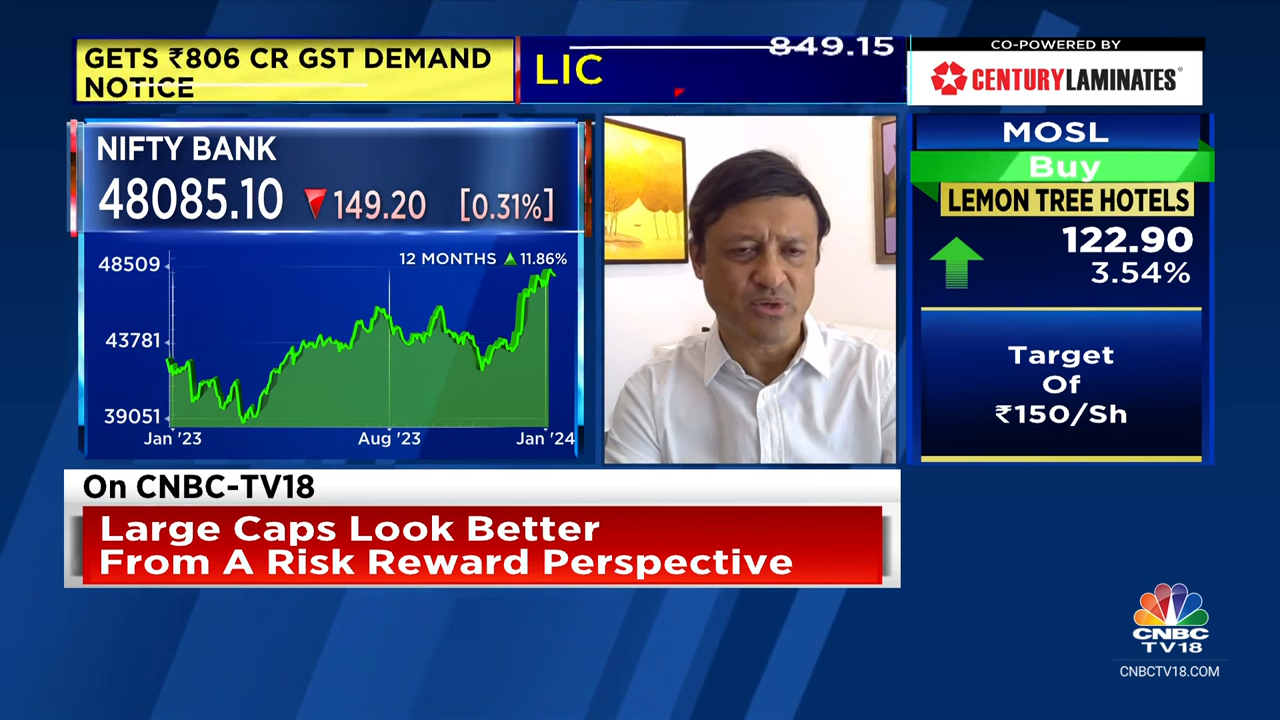 GETS ₹806 CR GST DEMAND
NOTICE
LIC
849.15
CO-POWERED BY
CENTURYLAMINATES®
NIFTY BANK
48085.10 ▼149.20 [0.31%]
12 MONTHS ▲11.86%
48509
43781
39051
Jan '23
Aug '23
Jan '24
MOSL
Buy
LEMON TREE HOTELS
122.90
3.54%
Target
Of
₹150/Sh
On CNBC-TV18
Large Caps Look Better
From A Risk Reward Perspective
CNBC
TV18
CNBCTV18.COM